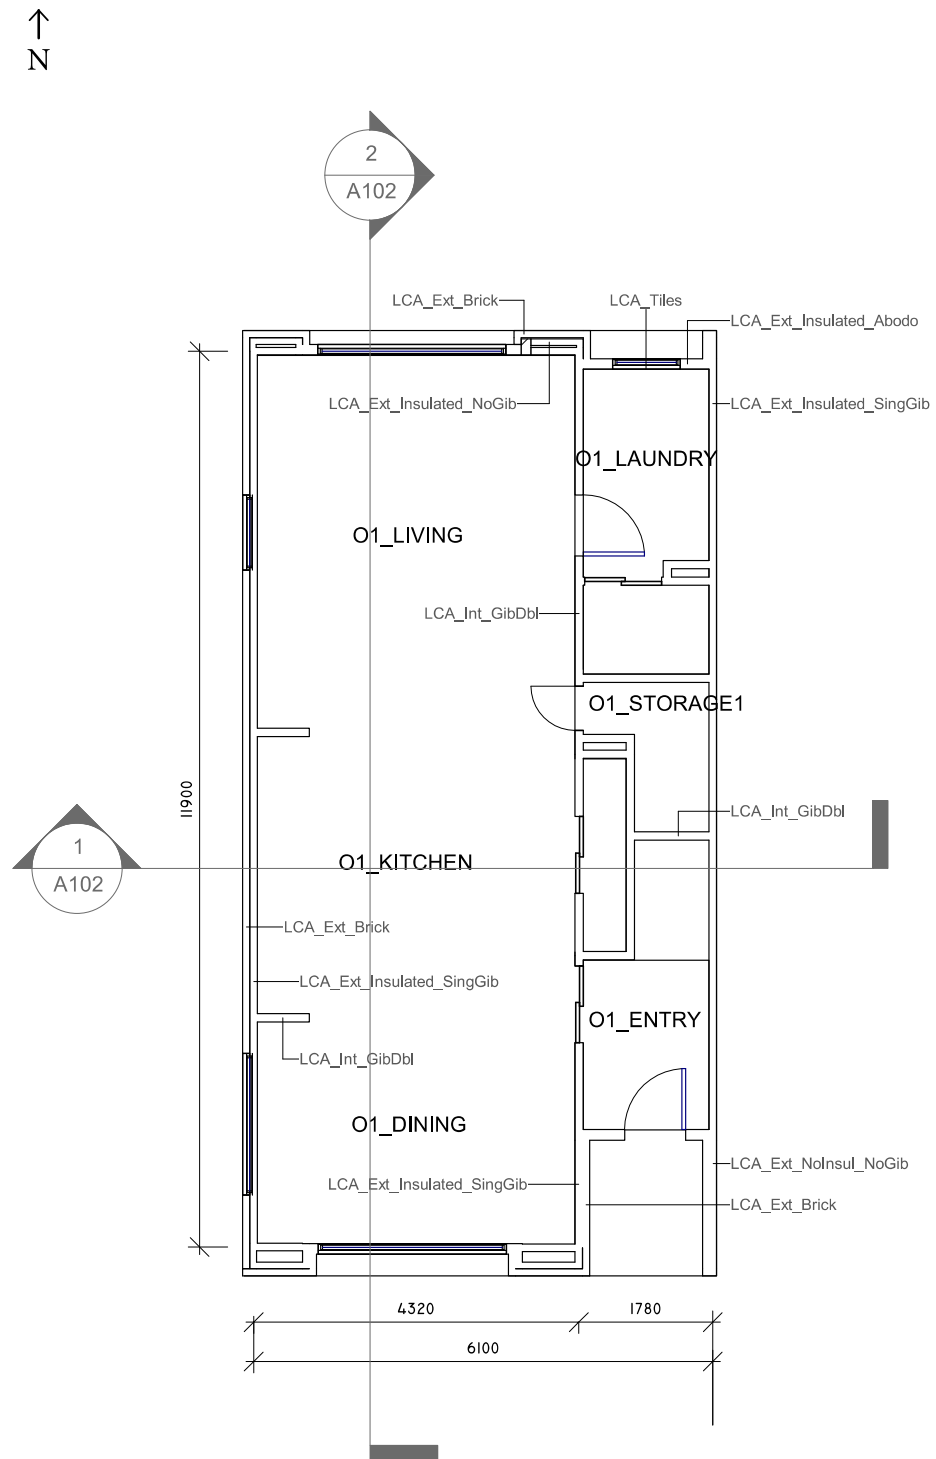 N
2
A102
LCA_Ext_Brick
LCA_Tiles
LCA_Ext_Insulated_Abodo
LCA_Ext_Insulated_NoGib
LCA_Ext_Insulated_SingGib
O1_LAUNDRY
O1_LIVING
LCA_Int_GibDbl
O1_STORAGE1
11900
LCA_Int_GibDbl
1
A102
O1_KITCHEN
LCA_Ext_Brick
LCA_Ext_Insulated_SingGib
O1_ENTRY
LCA_Int_GibDbl
O1_DINING
LCA_Ext_NoInsul_NoGib
LCA_Ext_Insulated_SingGib
LCA_Ext_Brick
4320
1780
6100